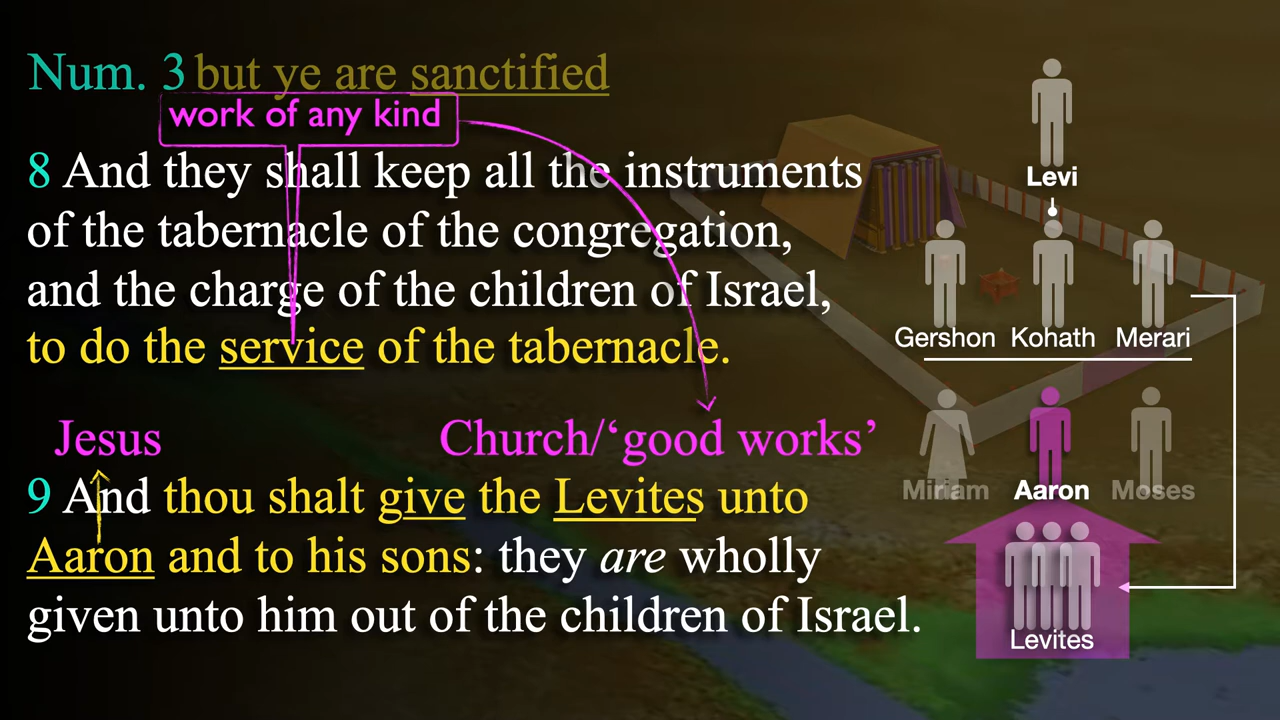 Num. 3 but ye are sanctified
work of any kind
8 And they shall keep all the instruments
of the tabernacle of the congregation,
and the charge of the children of Israel,
to do the service of the tabernacle.
Jesus
Church/‘good works’
9 And thou shalt give the Levites unto
Aaron and to his sons: they are wholly
given unto him out of the children of Israel.
Levi
Gershon Kohath Merari
Miriam Aaron Moses
Levites